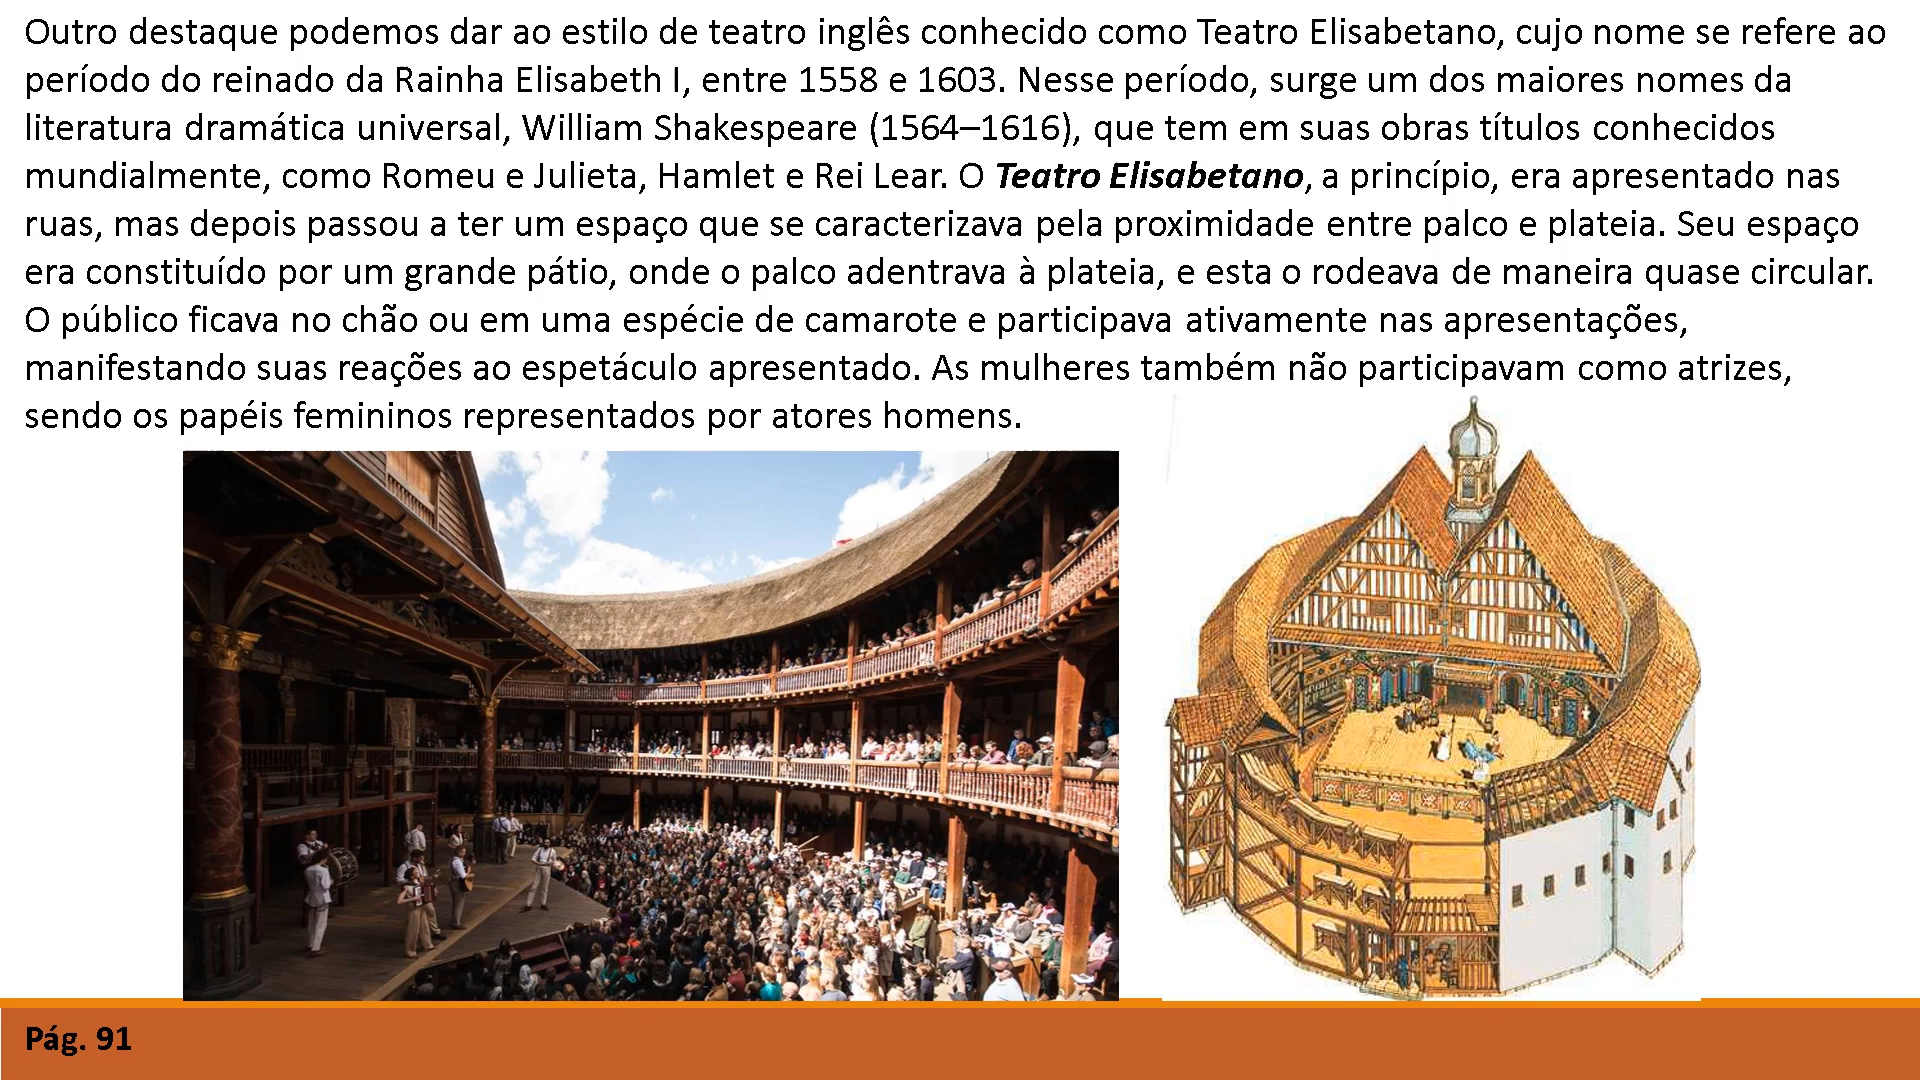 Outro destaque podemos dar ao estilo de teatro inglês conhecido como Teatro Elisabetano, cujo nome se refere ao
período do reinado da Rainha Elisabeth I, entre 1558 e 1603. Nesse período, surge um dos maiores nomes da
literatura dramática universal, William Shakespeare (1564–1616), que tem em suas obras títulos conhecidos
mundialmente, como Romeu e Julieta, Hamlet e Rei Lear. O Teatro Elisabetano, a princípio, era apresentado nas
ruas, mas depois passou a ter um espaço que se caracterizava pela proximidade entre palco e plateia. Seu espaço
era constituído por um grande pátio, onde o palco adentrava à plateia, e esta o rodeava de maneira quase circular.
O público ficava no chão ou em uma espécie de camarote e participava ativamente nas apresentações,
manifestando suas reações ao espetáculo apresentado. As mulheres também não participavam como atrizes,
sendo os papéis femininos representados por atores homens.
Pág. 91